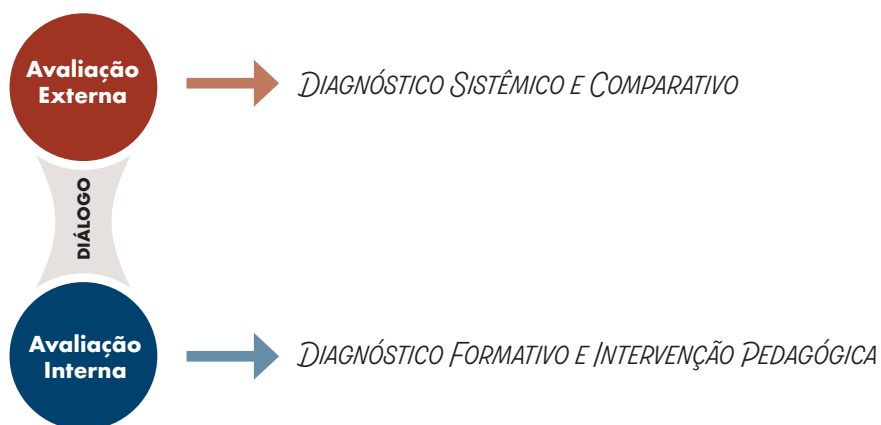 Avaliação
Externa
DIAGNÓSTICO SISTÊMICO E COMPARATIVO
DIÁLOGO
Avaliação
Interna
DIAGNÓSTICO FORMATIVO E INTERVENÇÃO PEDAGÓGICA